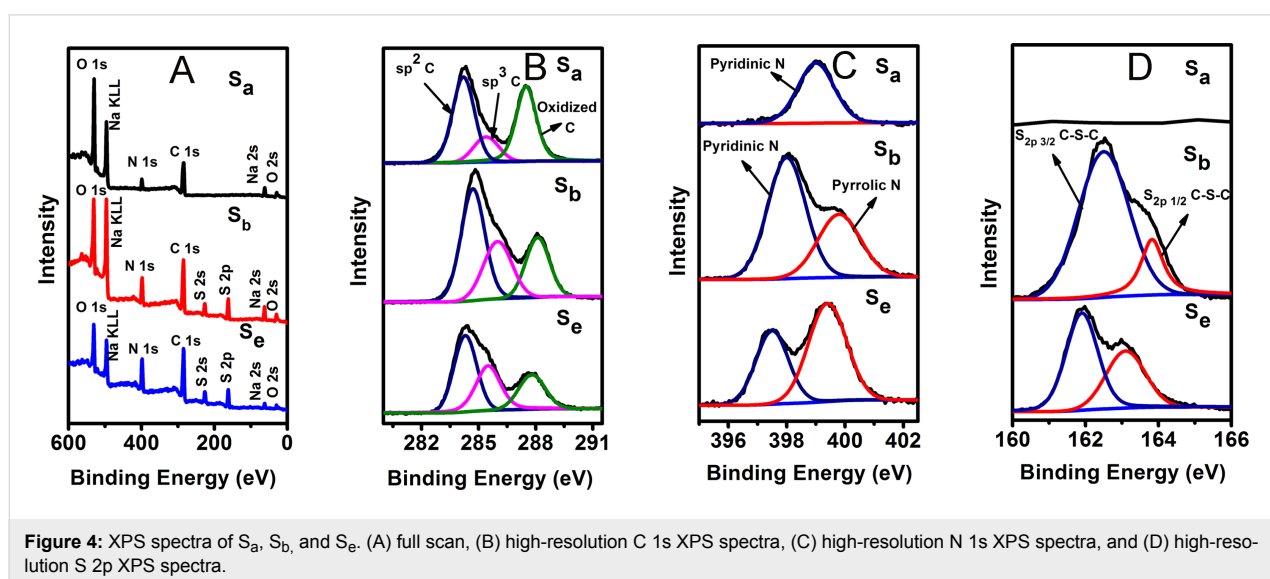 A
O 1s
Na KLL
N 1s
C 1s
Na 2s
O 2s
Sa
O 1s
Na KLL
N 1s
C 1s
S 2s
S 2p
Na 2s
O 2s
Sb
O 1s
Na KLL
N 1s
C 1s
S 2s
S 2p
Na 2s
O 2s
Se
Intensity
600 400 200 0
Binding Energy (eV)
B
sp2 C
sp3 C
Oxidized
C
Sa
Sb
Se
Intensity
282 285 288 291
Binding Energy (eV)
C
Pyridinic N
Sa
Pyridinic N
Pyrrolic N
Sb
Se
Intensity
396 398 400 402
Binding Energy (eV)
D
Sa
S2p 3/2 C-S-C
Sb
S2p 1/2 C-S-C
Se
Intensity
160 162 164 166
Binding Energy (eV)
Figure 4: XPS spectra of Sa, Sb, and Se. (A) full scan, (B) high-resolution C 1s XPS spectra, (C) high-resolution N 1s XPS spectra, and (D) high-reso-
lution S 2p XPS spectra.